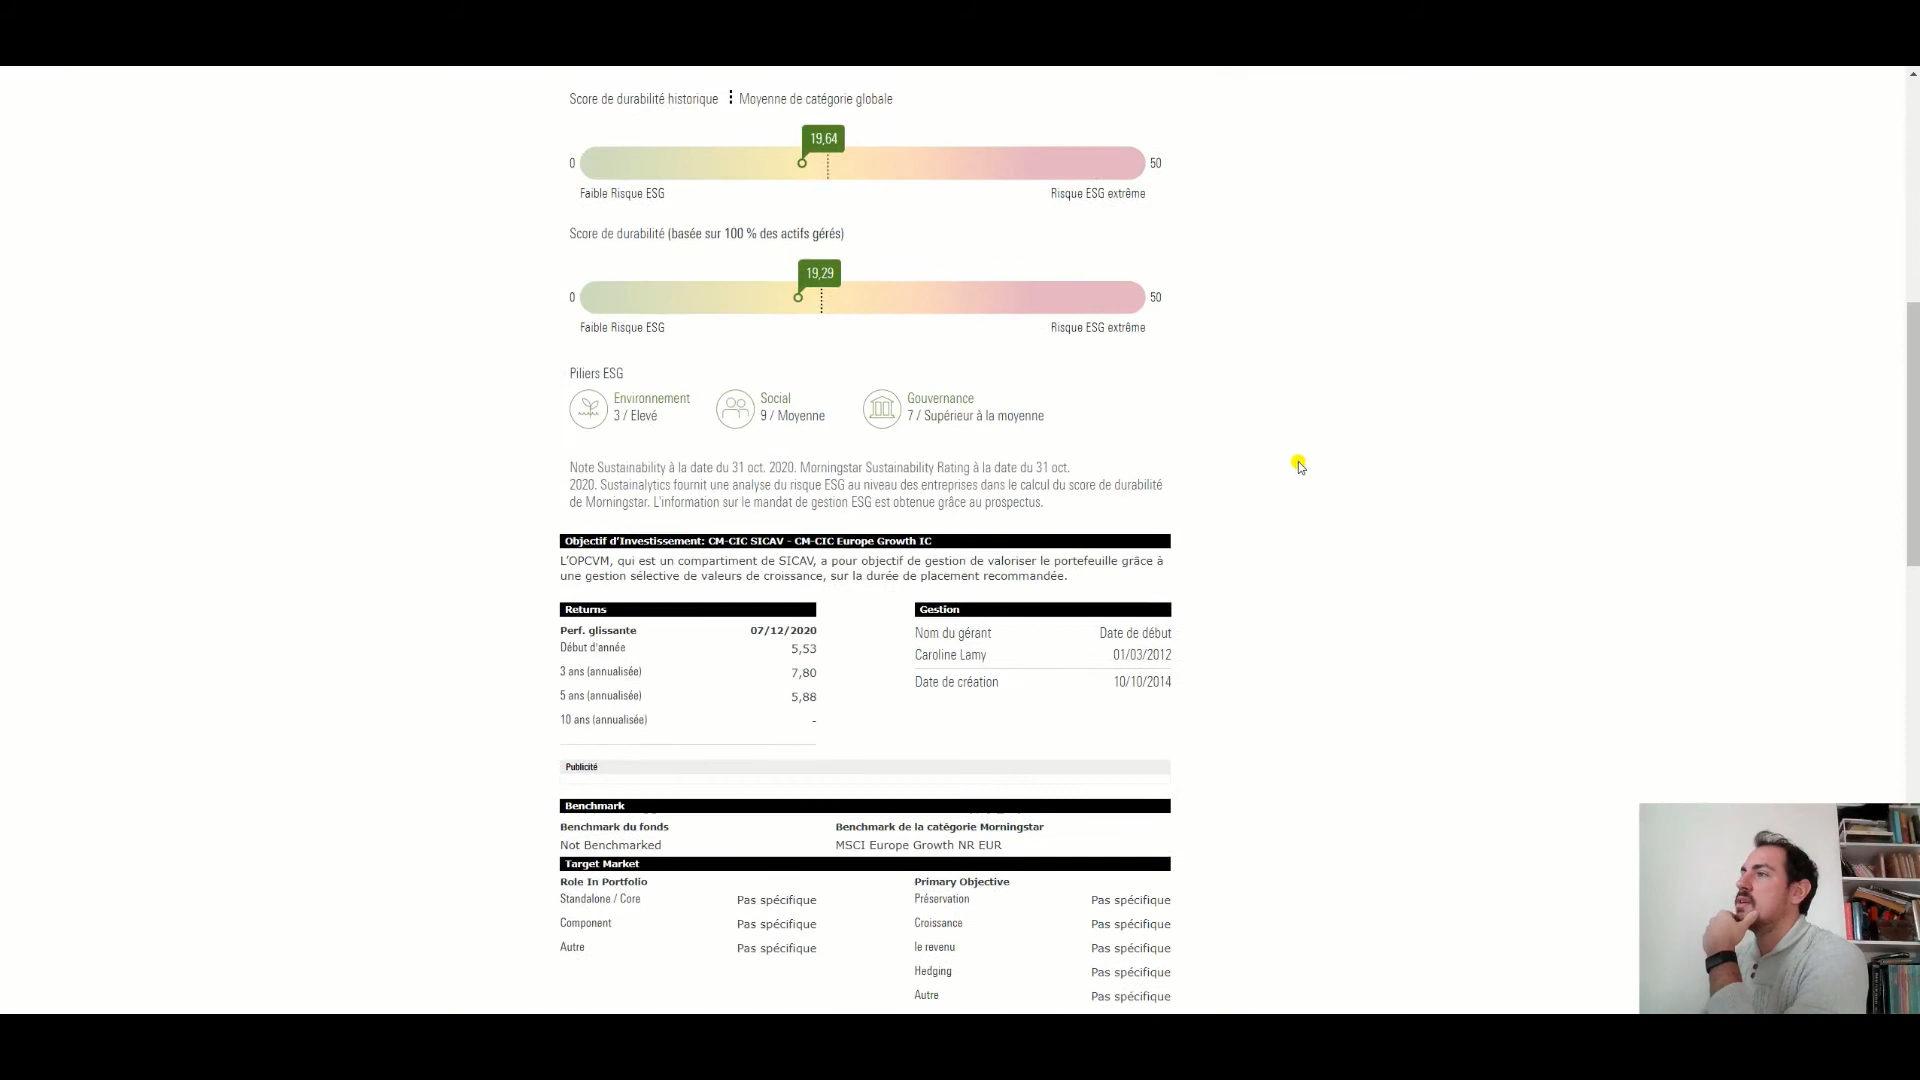 Score de durabilité historique Moyenne de catégorie globale
19,64
0 50
Faible Risque ESG Risque ESG extrême
Score de durabilité (basée sur 100 % des actifs gérés)
19,29
0 50
Faible Risque ESG Risque ESG extrême
Piliers ESG
Environnement Social Gouvernance
3 / Elevé 9 / Moyenne 7 / Supérieur à la moyenne
Note Sustainability à la date du 31 oct. 2020. Morningstar Sustainability Rating à la date du 31 oct.
2020. Sustainalytics fournit une analyse du risque ESG au niveau des entreprises dans le calcul du score de durabilité
de Morningstar. L'information sur le mandat de gestion ESG est obtenue grâce au prospectus.
Objectif d'Investissement: CM-CIC SICAV - CM-CIC Europe Growth IC
L'OPCVM, qui est un compartiment de SICAV, a pour objectif de gestion de valoriser le portefeuille grâce à
une gestion sélective de valeurs de croissance, sur la durée de placement recommandée.
Returns
Perf. glissante 07/12/2020
Début d'année 5,53
3 ans (annualisée) 7,80
5 ans (annualisée) 5,88
10 ans (annualisée) -
Gestion
Nom du gérant Date de début
Caroline Lamy 01/03/2012
Date de création 10/10/2014
Publicité
Benchmark
Benchmark du fonds Benchmark de la catégorie Morningstar
Not Benchmarked MSCI Europe Growth NR EUR
Target Market
Role In Portfolio
Standalone / Core Pas spécifique
Component Pas spécifique
Autre Pas spécifique
Primary Objective
Préservation Pas spécifique
Croissance Pas spécifique
le revenu Pas spécifique
Hedging Pas spécifique
Autre Pas spécifique